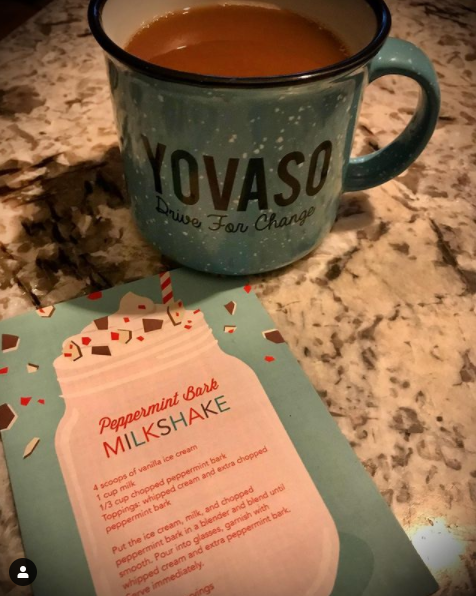 YOVASO
Drive For Change
Peppermint Bark
MILKSHAKE
4 scoops of vanilla ice cream
1 cup milk
1/3 cup chopped peppermint bark
Toppings: whipped cream and extra chopped
peppermint bark
Put the ice cream, milk, and chopped
peppermint bark in a blender and blend until
smooth. Pour into glasses, garnish with
whipped cream and extra peppermint bark.
Serve immediately.